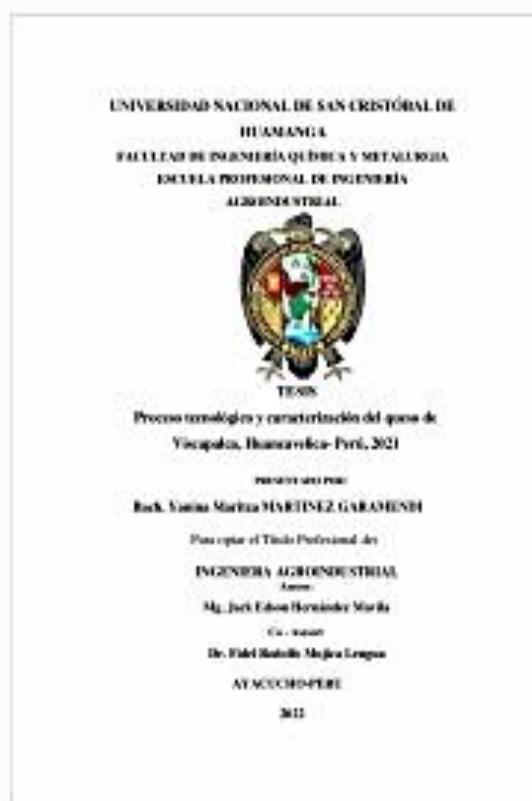 UNIVERSIDAD NACIONAL DE SAN CRISTÓBAL DE
HUAMANGA
FACULTAD DE INGENIERÍA QUÍMICA Y METALURGIA
ESCUELA PROFESIONAL DE INGENIERÍA
AGROINDUSTRIAL
TESIS
Proceso tecnológico y caracterización del queso de
Viscapalca, Huancavelica- Perú, 2021
PRESENTADO POR:
Bach. Yanina Maritza MARTINEZ GARAMENDI
Para optar el Título Profesional de:
INGENIERA AGROINDUSTRIAL
Asesor:
Mg. Jack Edson Hernández Mavila
Co - Asesor
Dr. Fidel Rodolfo Mujica Lengua
AYACUCHO-PERÚ
2022